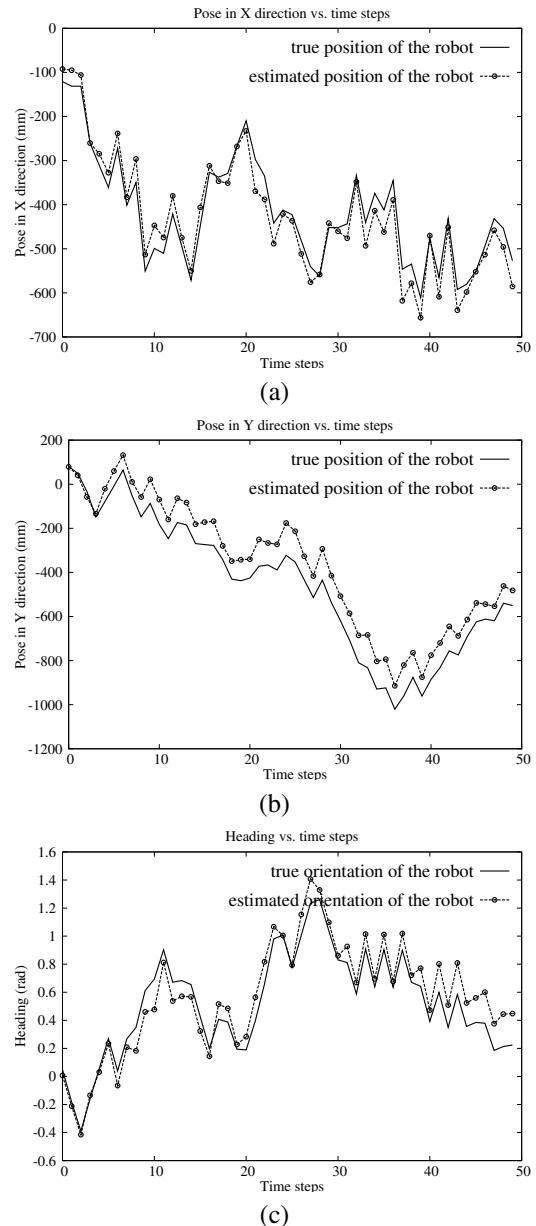 Pose in X direction vs. time steps
0
-100
-200
-300
-400
-500
-600
-700
Pose in X direction (mm)
true position of the robot
estimated position of the robot
0 10 20 30 40 50
Time steps
(a)
Pose in Y direction vs. time steps
200
0
-200
-400
-600
-800
-1000
-1200
Pose in Y direction (mm)
true position of the robot
estimated position of the robot
0 10 20 30 40 50
Time steps
(b)
Heading vs. time steps
1.6
1.4
1.2
1
0.8
0.6
0.4
0.2
0
-0.2
-0.4
-0.6
Heading (rad)
true orientation of the robot
estimated orientation of the robot
0 10 20 30 40 50
Time steps
(c)